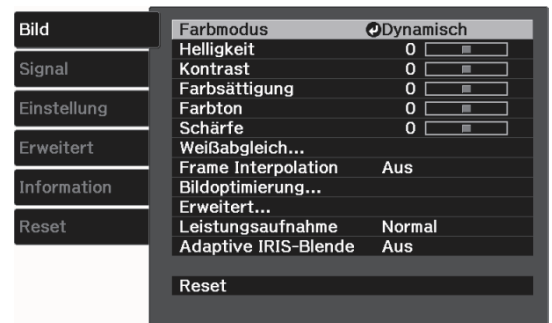 Bild
Signal
Einstellung
Erweitert
Information
Reset
Farbmodus Dynamisch
Helligkeit 0
Kontrast 0
Farbsättigung 0
Farbton 0
Schärfe 0
Weißabgleich...
Frame Interpolation Aus
Bildoptimierung...
Erweitert...
Leistungsaufnahme Normal
Adaptive IRIS-Blende Aus
Reset